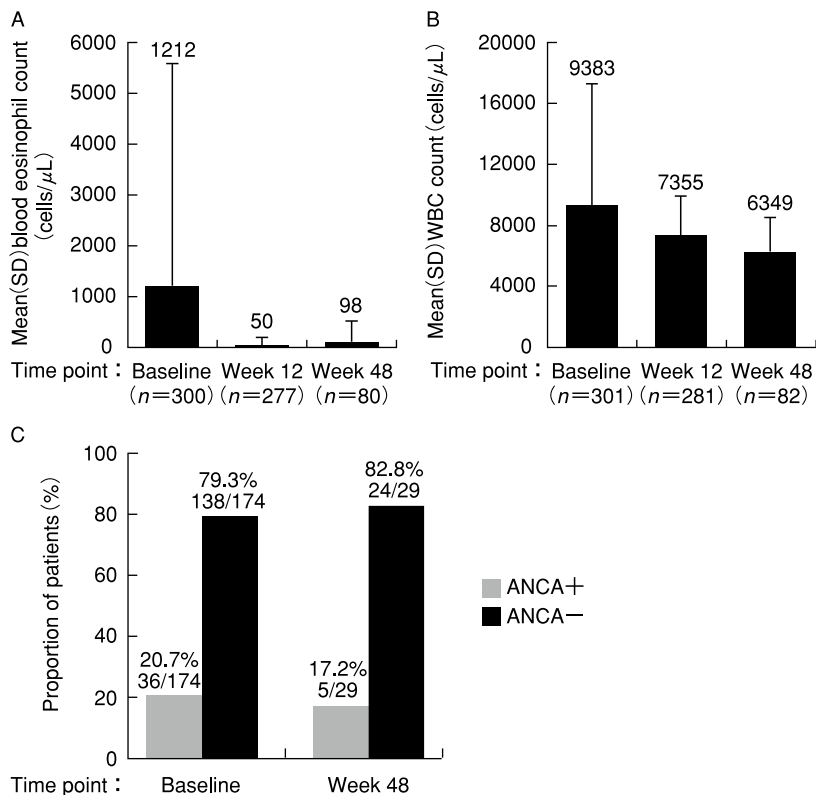 A
Mean(SD)blood eosinophil count
(cells/μL)
6000
5000
4000
3000
2000
1000
0
1212
50
98
Time point：
Baseline
Week 12
Week 48
(n＝300)
(n＝277)
(n＝80)
B
Mean(SD)WBC count(cells/μL)
20000
16000
12000
8000
4000
0
9383
7355
6349
Time point：
Baseline
Week 12
Week 48
(n＝301)
(n＝281)
(n＝82)
C
Proportion of patients(%)
100
80
60
40
20
0
20.7%
36/174
79.3%
138/174
17.2%
5/29
82.8%
24/29
ANCA＋
ANCA－
Time point：
Baseline
Week 48